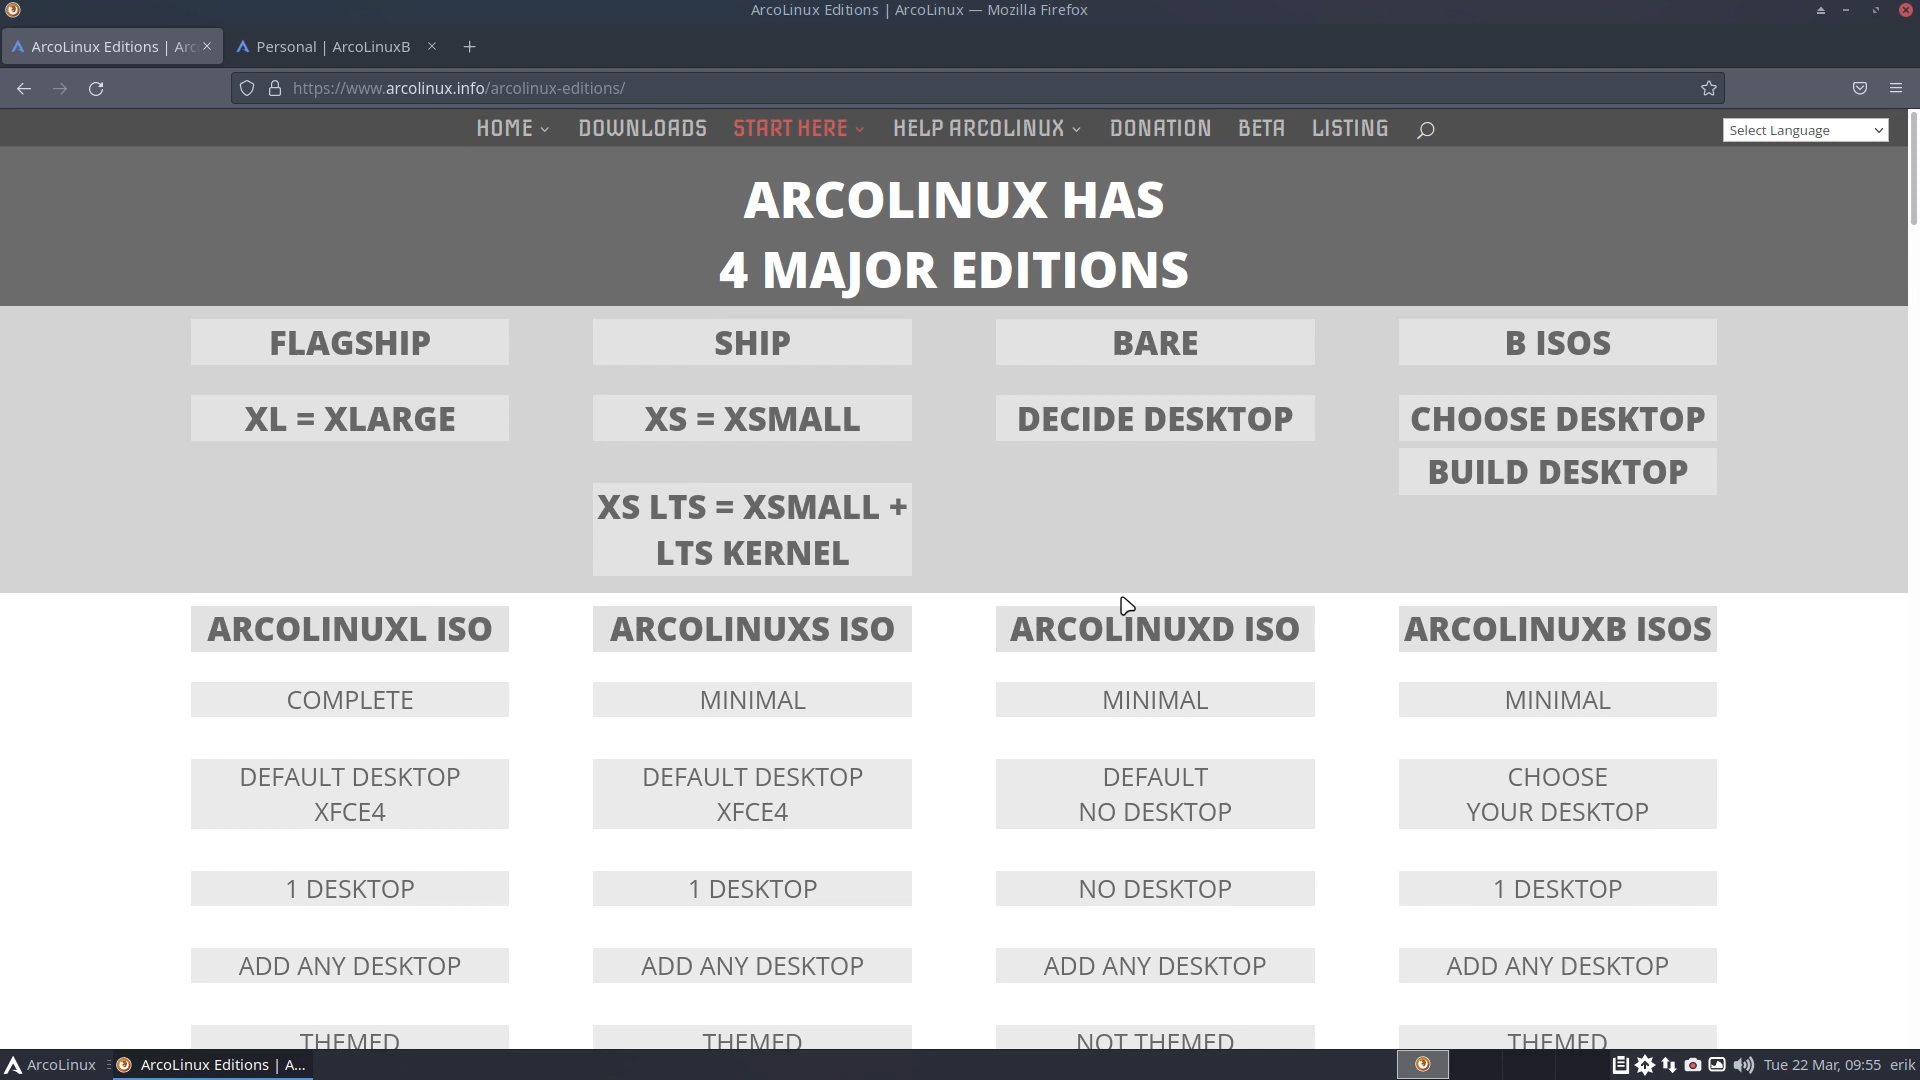 ArcoLinux Editions | ArcoLinux — Mozilla Firefox
ArcoLinux Editions | Arc
Personal | ArcoLinuxB
https://www.arcolinux.info/arcolinux-editions/
HOME DOWNLOADS START HERE HELP ARCOLINUX DONATION BETA LISTING
Select Language
ARCOLINUX HAS
4 MAJOR EDITIONS
FLAGSHIP SHIP BARE B ISOS
XL = XLARGE XS = XSMALL DECIDE DESKTOP CHOOSE DESKTOP
BUILD DESKTOP
XS LTS = XSMALL +
LTS KERNEL
ARCOLINUXL ISO ARCOLINUXS ISO ARCOLINUXD ISO ARCOLINUXB ISOS
COMPLETE MINIMAL MINIMAL MINIMAL
DEFAULT DESKTOP DEFAULT DESKTOP DEFAULT CHOOSE
XFCE4 XFCE4 NO DESKTOP YOUR DESKTOP
1 DESKTOP 1 DESKTOP NO DESKTOP 1 DESKTOP
ADD ANY DESKTOP ADD ANY DESKTOP ADD ANY DESKTOP ADD ANY DESKTOP
THEMED THEMED NOT THEMED THEMED
ArcoLinux ArcoLinux Editions | A... Tue 22 Mar, 09:55 erik